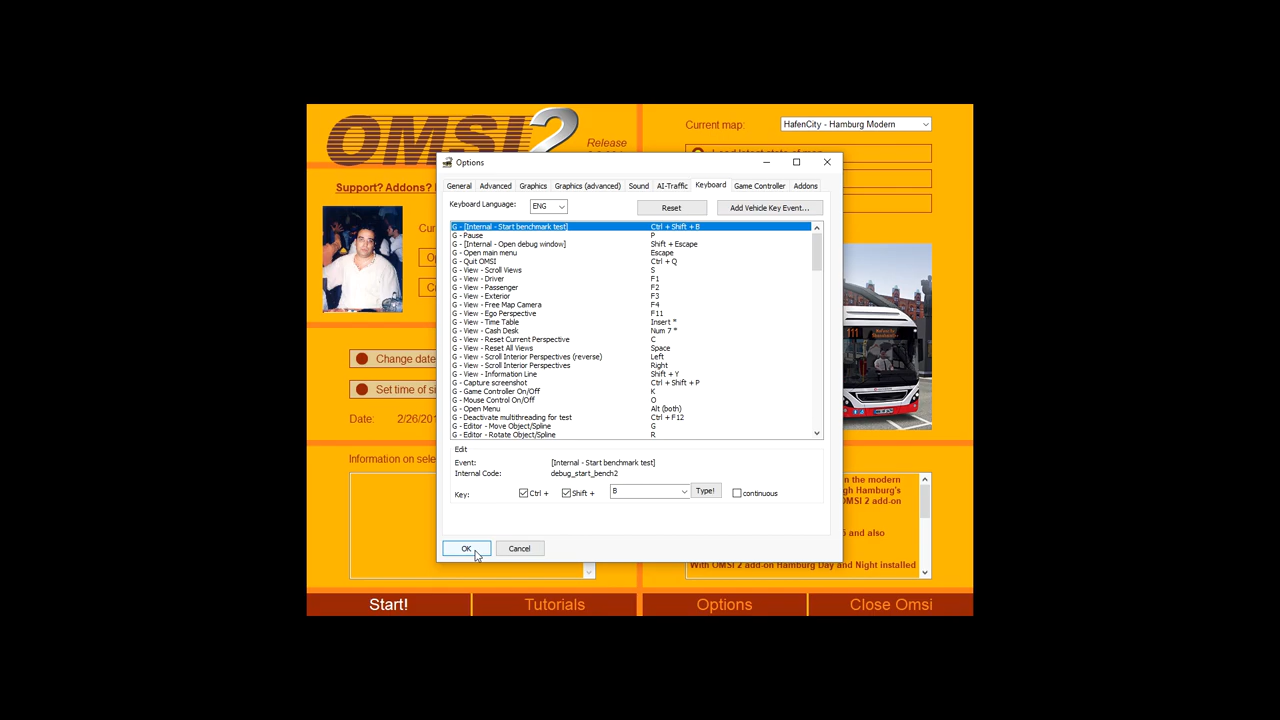 OMSI 2
Release
Current map:
HafenCity - Hamburg Modern
Options
Support? Addons?
General
Advanced
Graphics
Graphics (advanced)
Sound
AI-Traffic
Keyboard
Game Controller
Addons
Keyboard Language:
ENG
Reset
Add Vehicle Key Event...
G - [Internal - Start benchmark test] Ctrl + Shift + B
G - Pause P
G - [Internal - Open debug window] Shift + Escape
G - Open main menu Escape
G - Quit OMSI Ctrl + Q
G - View - Scroll Views S
G - View - Driver F1
G - View - Passenger F2
G - View - Exterior F3
G - View - Free Map Camera F4
G - View - Ego Perspective F11
G - View - Time Table Insert *
G - View - Cash Desk Num 7 *
G - View - Reset Current Perspective C
G - View - Reset All Views Space
G - View - Scroll Interior Perspectives (reverse) Left
G - View - Scroll Interior Perspectives Right
G - View - Information Line Shift + Y
G - Capture screenshot Ctrl + Shift + P
G - Game Controller On/Off K
G - Mouse Control On/Off O
G - Open Menu Alt (both)
G - Deactivate multithreading for test Ctrl + F12
G - Editor - Move Object/Spline G
G - Editor - Rotate Object/Spline R
Edit
Event: [Internal - Start benchmark test]
Internal Code: debug_start_bench2
Key: Ctrl + Shift + B Type! continuous
OK
Cancel
Cur
Change date
Set time of si
Date: 2/26/201
Information on sele
111
n the modern
gh Hamburg's
OMSI 2 add-on
and also
With OMSI 2 add-on Hamburg Day and Night installed
Start!
Tutorials
Options
Close Omsi